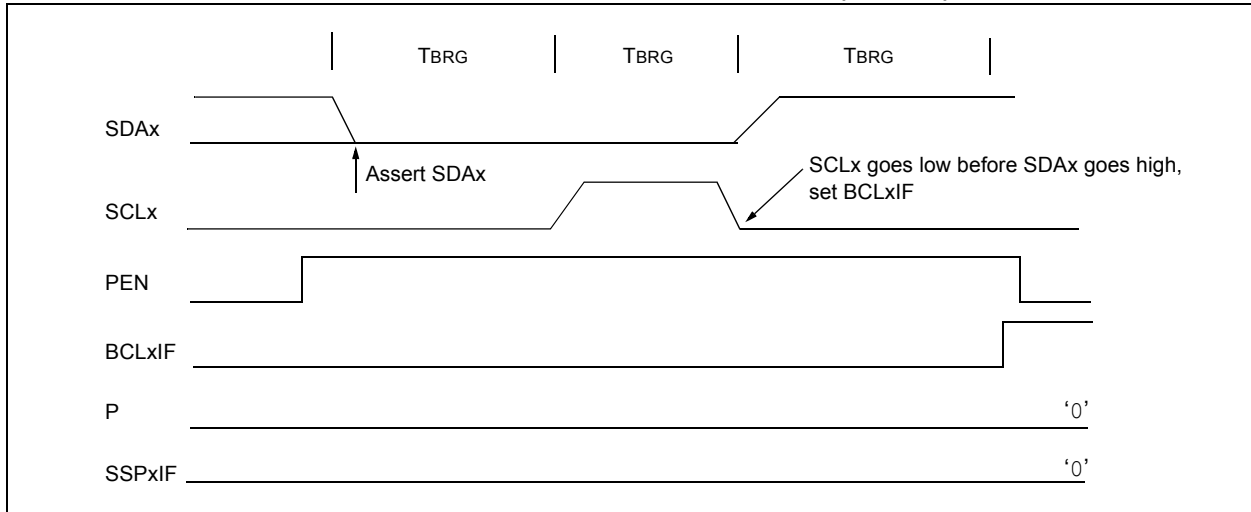 TBRG TBRG TBRG
SDAx
Assert SDAx
SCLx goes low before SDAx goes high,
set BCLxIF
SCLx
PEN
BCLxIF
P
‘0’
SSPxIF
‘0’